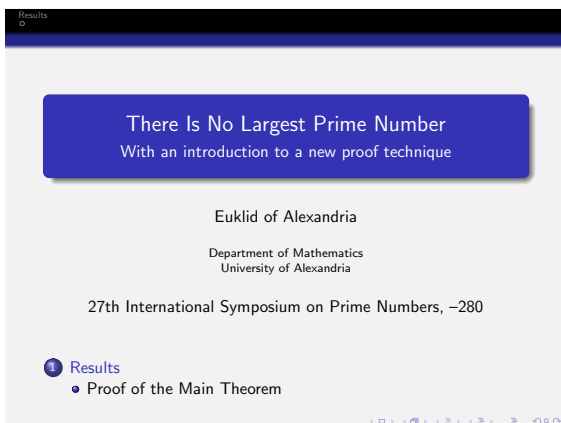 Results
There Is No Largest Prime Number
With an introduction to a new proof technique
Euklid of Alexandria
Department of Mathematics
University of Alexandria
27th International Symposium on Prime Numbers, –280
1 Results
Proof of the Main Theorem